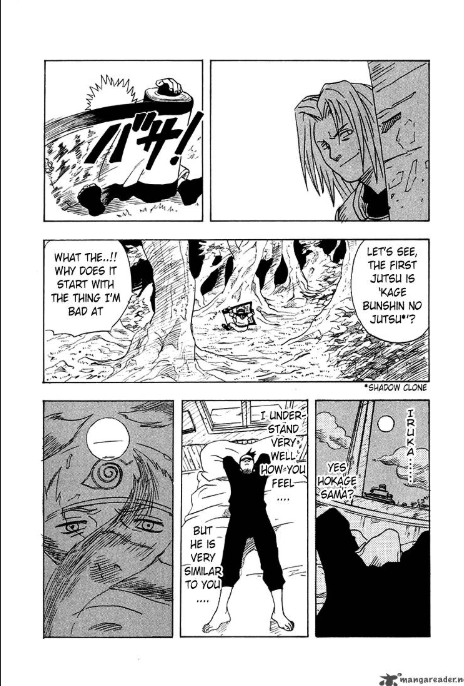 バサ!
LET'S SEE,
THE FIRST
JUTSU IS
'KAGE
BUNSHIN NO
JUTSU*'?
WHAT THE..!!
WHY DOES IT
START WITH
THE THING I'M
BAD AT
*SHADOW CLONE
IRUKA.....
YES
HOKAGE
SAMA?
I UNDER-
STAND
VERY
WELL
HOW YOU
FEEL
....
BUT
HE IS
VERY
SIMILAR
TO YOU
....
mangareader.net